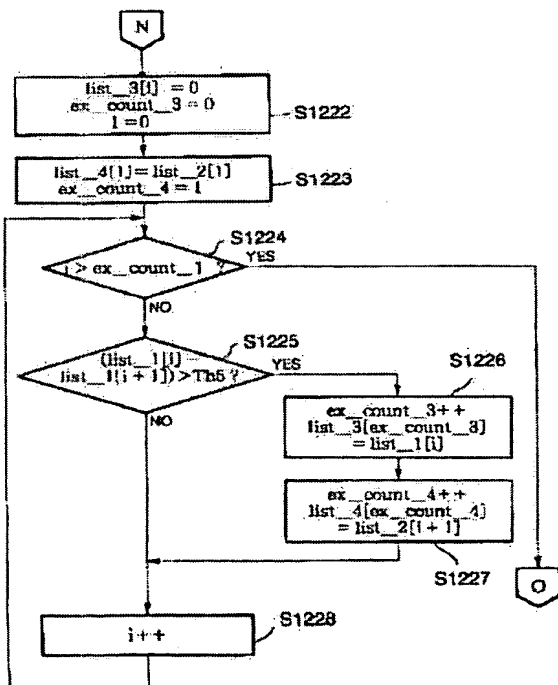 N
list_3[i] = 0
ex_count_3 = 0
i = 0
S1222
list_4[1] = list_2[1]
ex_count_4 = 1
S1223
S1224
i > ex_count_1 ?
YES
NO
S1225
(list_1[i] -
list_1[i + 1]) > Th5 ?
YES
NO
S1226
ex_count_3++
list_3[ex_count_3]
= list_1[i]
ex_count_4++
list_4[ex_count_4]
= list_2[i + 1]
S1227
O
S1228
i++